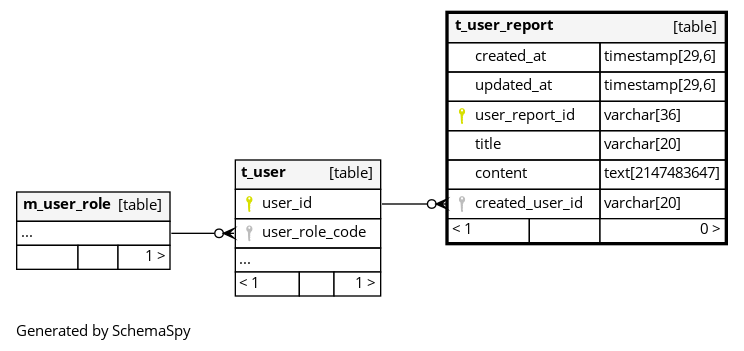 t_user_report [table]
created_at timestamp[29,6]
updated_at timestamp[29,6]
user_report_id varchar[36]
title varchar[20]
content text[2147483647]
created_user_id varchar[20]
< 1 0 >
t_user [table]
user_id
user_role_code
...
< 1 1 >
m_user_role [table]
...
1 >
Generated by SchemaSpy